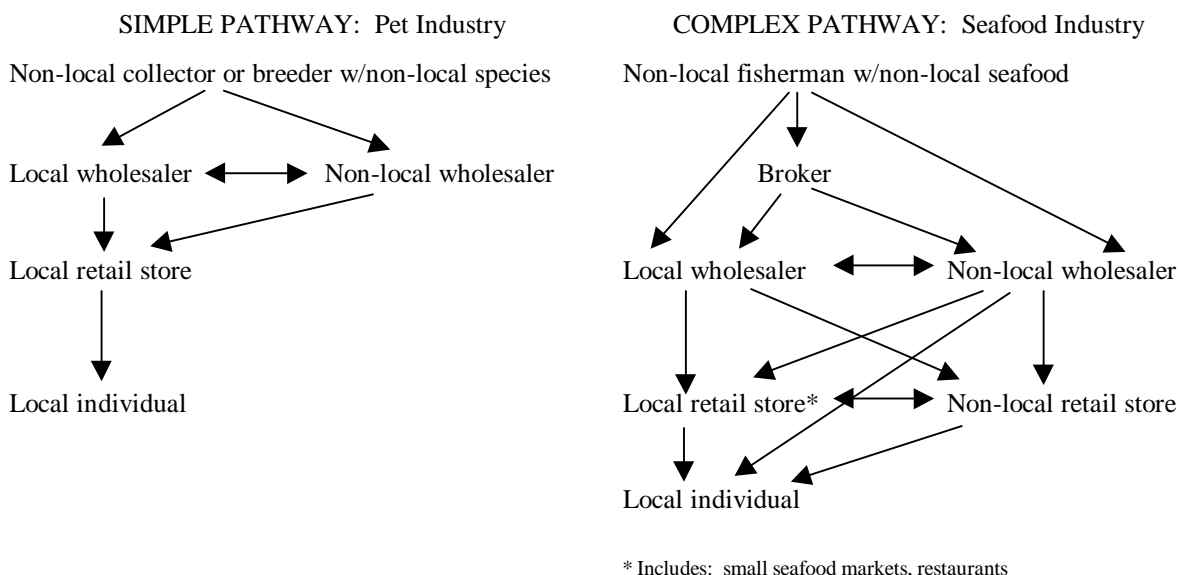 SIMPLE PATHWAY: Pet Industry
Non-local collector or breeder w/non-local species
Local wholesaler
Non-local wholesaler
Local retail store
Local individual
COMPLEX PATHWAY: Seafood Industry
Non-local fisherman w/non-local seafood
Broker
Local wholesaler
Non-local wholesaler
Local retail store*
Non-local retail store
Local individual
* Includes: small seafood markets, restaurants